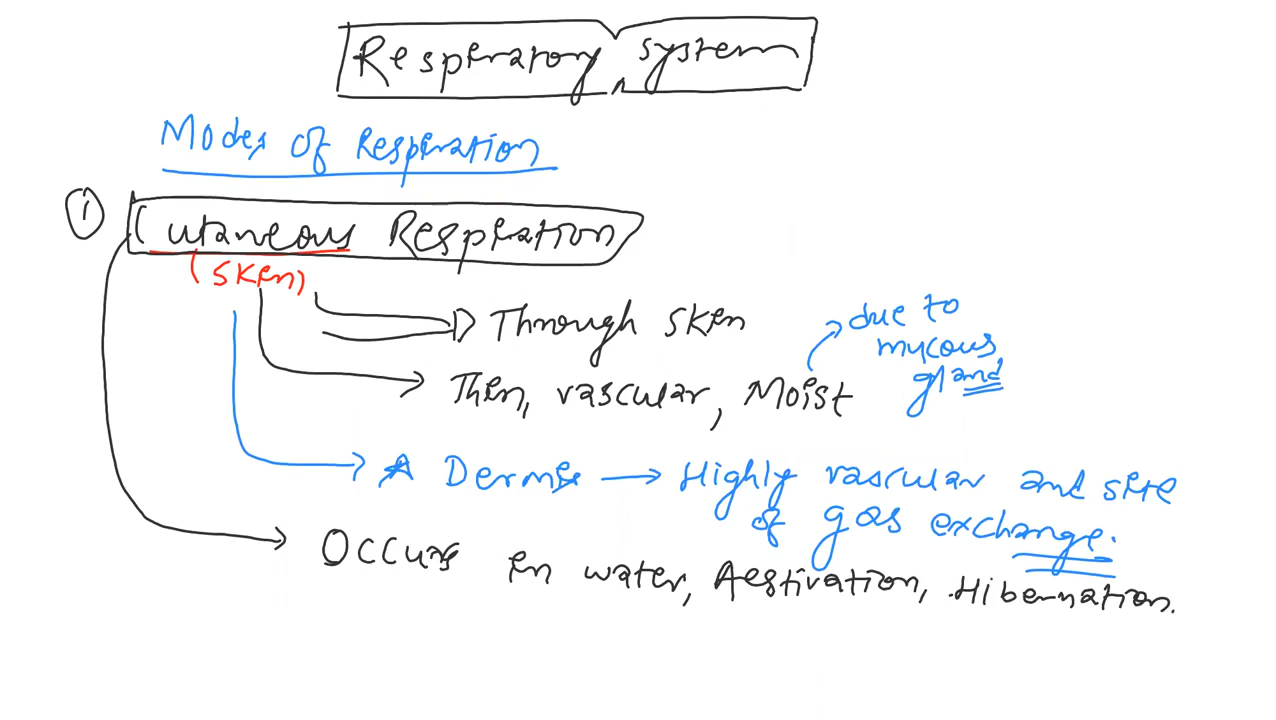 Respiratory system
Modes of Respiration
① Cutaneous Respiration
(skin)
Through skin
due to
mucous
gland
Thin, vascular, Moist
Dermis → Highly vascular and site
of gas exchange.
Occurs in water, Aestivation, Hibernation.